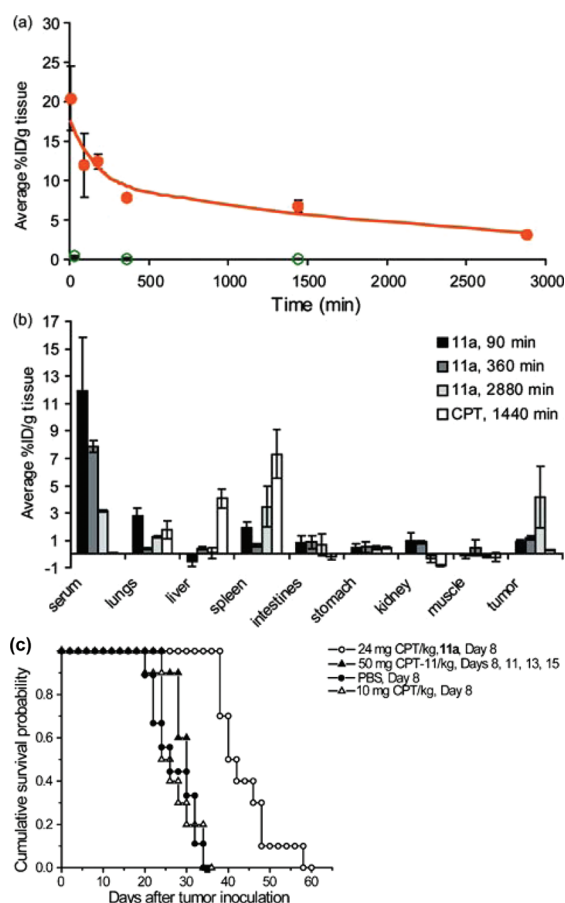 (a)
30
25
20
15
10
5
0
Average %ID/g tissue
0 500 1000 1500 2000 2500 3000
Time (min)
(b)
17
15
13
11
9
7
5
3
1
-1
Average %ID/g tissue
11a, 90 min
11a, 360 min
11a, 2880 min
CPT, 1440 min
serum lungs liver spleen intestines stomach kidney muscle tumor
(c)
0.8
0.6
0.4
0.2
0.0
Cumulative survival probability
0 10 20 30 40 50 60
Days after tumor inoculation
24 mg CPT/kg, 11a, Day 8
50 mg CPT-11/kg, Days 8, 11, 13, 15
PBS, Day 8
10 mg CPT/kg, Day 8